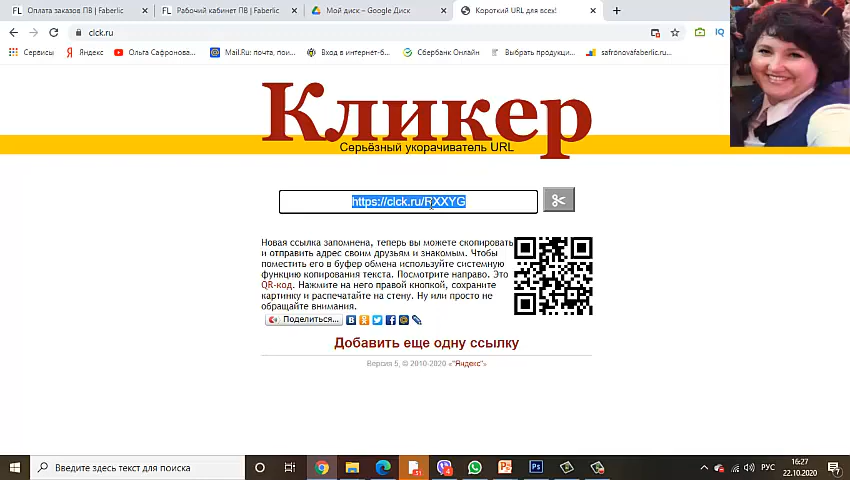 Оплата заказов ПВ | Faberlic
Рабочий кабинет ПВ | Faberlic
Мой диск – Google Диск
Короткий URL для всех!
clck.ru
Сервисы
Яндекс
Ольга Сафронова...
Mail.Ru: почта, пои...
Вход в интернет-б...
Сбербанк Онлайн
Выбрать продукци...
safronovafaberlic.ru...
Кликер
Серьёзный укорачиватель URL
https://clck.ru/RXXYG
Новая ссылка запомнена, теперь вы можете скопировать
и отправить адрес своим друзьям и знакомым. Чтобы
поместить его в буфер обмена используйте системную
функцию копирования текста. Посмотрите направо. Это
QR-код. Нажмите на него правой кнопкой, сохраните
картинку и распечатайте на стену. Ну или просто не
обращайте внимания.
Поделиться...
Добавить еще одну ссылку
Версия 5, © 2010-2020 «Яндекс»
Введите здесь текст для поиска
РУС
16:27
22.10.2020